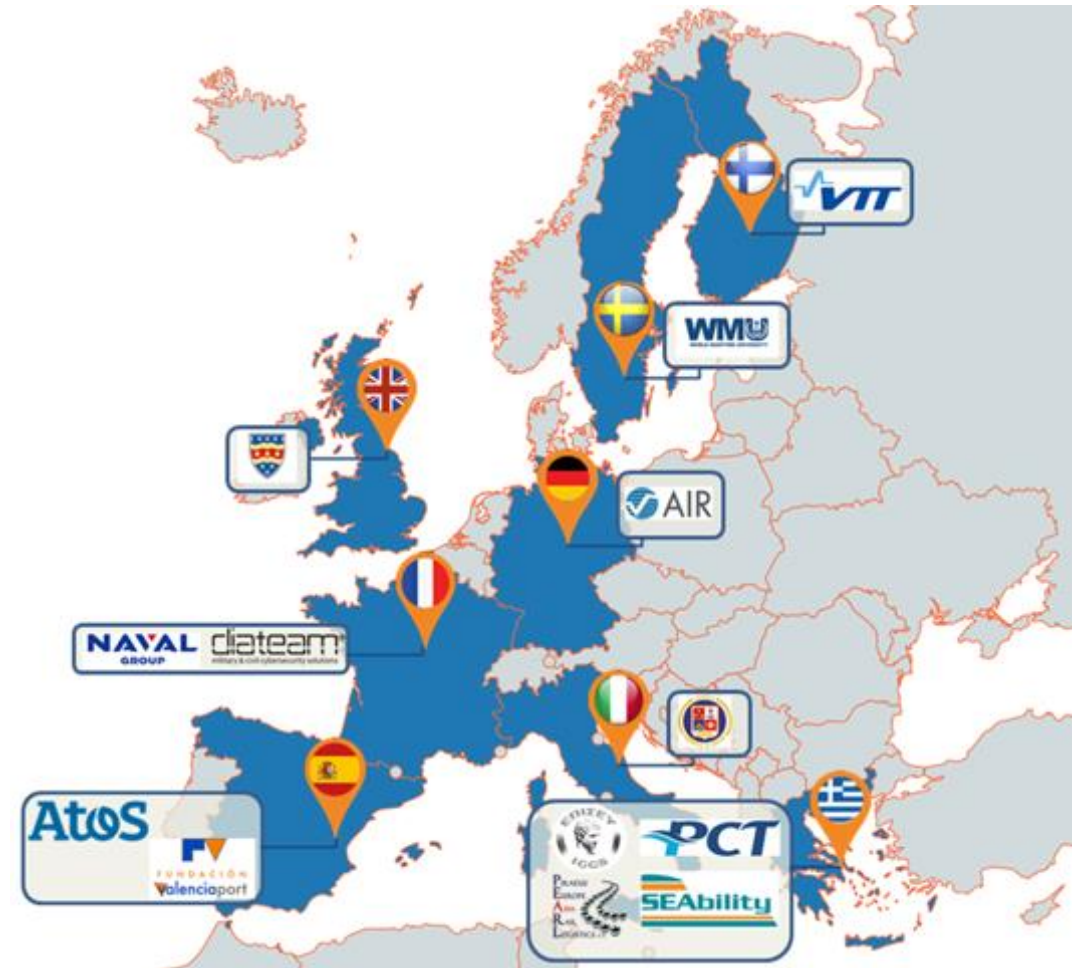 VTT
WMU
WORLD MARITIME UNIVERSITY
AIR
NAVAL
GROUP
diateam
military & civil cybersecurity solutions
Atos
FUNDACIÓN
Valenciaport
ICCS
PCT
PIRAEUS
EUROPE
ASIA
RAIL
LOGISTICS
SEAbility